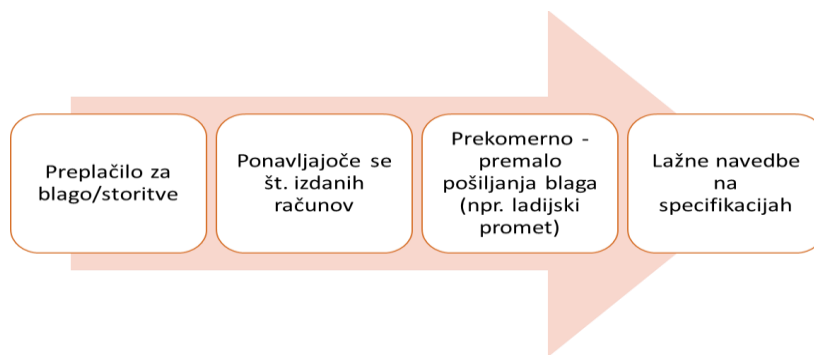 Preplačilo za
blago/storitve
Ponavljajoče se
št. izdanih
računov
Prekomerno -
premalo
pošiljanja blaga
(npr. ladijski
promet)
Lažne navedbe
na
specifikacijah